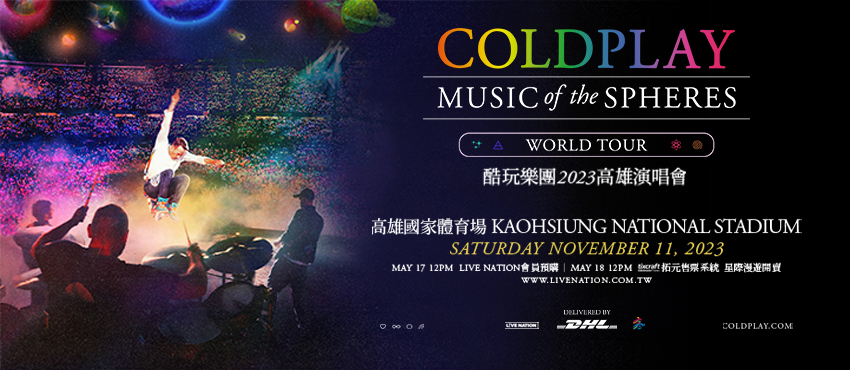 COLDPLAY
MUSIC of the SPHERES
WORLD TOUR
酷玩樂團2023高雄演唱會
高雄國家體育場 KAOHSIUNG NATIONAL STADIUM
SATURDAY NOVEMBER 11, 2023
MAY 17 12PM LIVE NATION會員預購 | MAY 18 12PM tixcraft拓元售票系統 星際漫遊開賣
WWW.LIVENATION.COM.TW
DELIVERED BY
LIVE NATION DHL COLDPLAY.COM